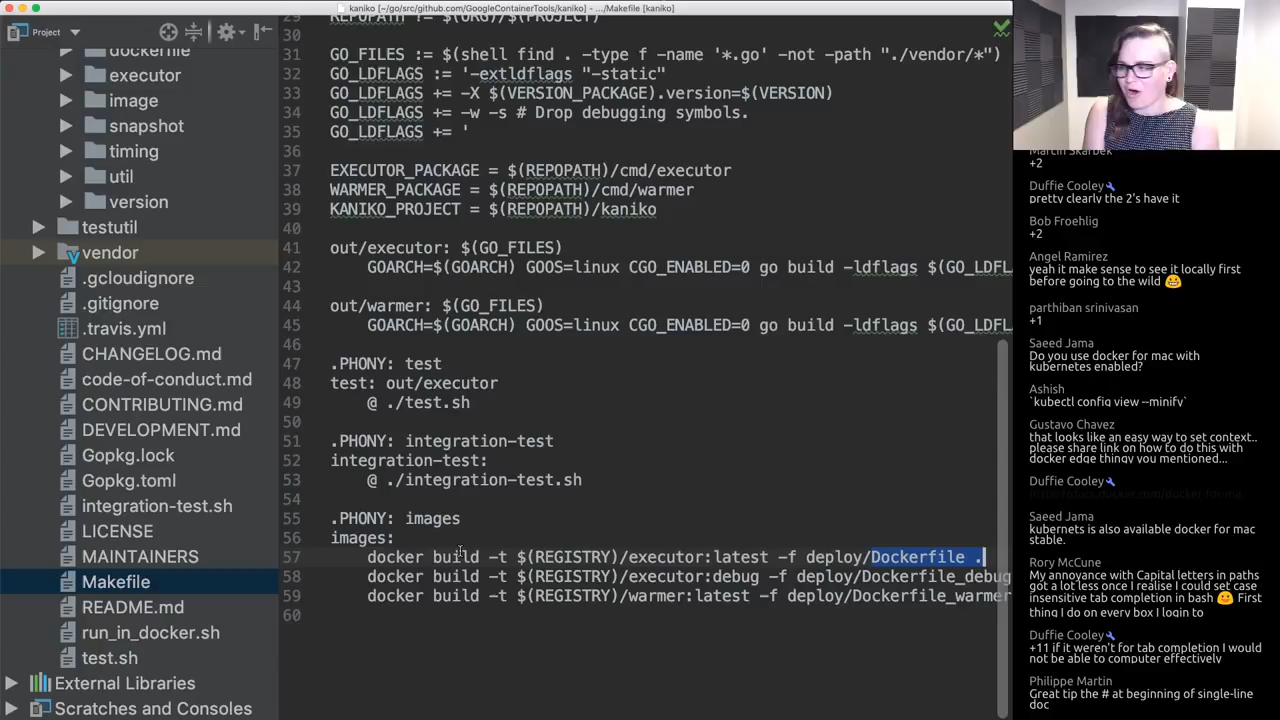 kaniko [~/go/src/github.com/GoogleContainerTools/kaniko] - .../Makefile [kaniko]
Project
dockerfile
executor
image
snapshot
timing
util
version
testutil
vendor
.gcloudignore
.gitignore
.travis.yml
CHANGELOG.md
code-of-conduct.md
CONTRIBUTING.md
DEVELOPMENT.md
Gopkg.lock
Gopkg.toml
integration-test.sh
LICENSE
MAINTAINERS
Makefile
README.md
run_in_docker.sh
test.sh
External Libraries
Scratches and Consoles
29 REPOPATH ?= $(ORG)/$(PROJECT)
30
31 GO_FILES := $(shell find . -type f -name '*.go' -not -path "./vendor/*")
32 GO_LDFLAGS := '-extldflags "-static"
33 GO_LDFLAGS += -X $(VERSION_PACKAGE).version=$(VERSION)
34 GO_LDFLAGS += -w -s # Drop debugging symbols.
35 GO_LDFLAGS += '
36
37 EXECUTOR_PACKAGE = $(REPOPATH)/cmd/executor
38 WARMER_PACKAGE = $(REPOPATH)/cmd/warmer
39 KANIKO_PROJECT = $(REPOPATH)/kaniko
40
41 out/executor: $(GO_FILES)
42 GOARCH=$(GOARCH) GOOS=linux CGO_ENABLED=0 go build -ldflags $(GO_LDFL
43
44 out/warmer: $(GO_FILES)
45 GOARCH=$(GOARCH) GOOS=linux CGO_ENABLED=0 go build -ldflags $(GO_LDFL
46
47 .PHONY: test
48 test: out/executor
49 @ ./test.sh
50
51 .PHONY: integration-test
52 integration-test:
53 @ ./integration-test.sh
54
55 .PHONY: images
56 images:
57 docker build -t $(REGISTRY)/executor:latest -f deploy/Dockerfile .
58 docker build -t $(REGISTRY)/executor:debug -f deploy/Dockerfile_debug
59 docker build -t $(REGISTRY)/warmer:latest -f deploy/Dockerfile_warmer
60
Marcin Skarbek
+2
Duffie Cooley
pretty clearly the 2's have it
Bob Froehlig
+2
Angel Ramirez
yeah it make sense to see it locally first
before going to the wild 😀
parthiban srinivasan
+1
Saeed Jama
Do you use docker for mac with
kubernetes enabled?
Ashish
`kubectl config view --minify`
Gustavo Chavez
that looks like an easy way to set context..
please share link on how to do this with
docker edge thingy you mentioned...
Duffie Cooley
Saeed Jama
kubernets is also available docker for mac
stable.
Rory McCune
My annoyance with Capital letters in paths
got a lot less once I realise I could set case
insensitive tab completion in bash 🙂 First
thing I do on every box I login to
Duffie Cooley
+11 if it weren't for tab completion I would
not be able to computer effectively
Philippe Martin
Great tip the # at beginning of single-line
doc